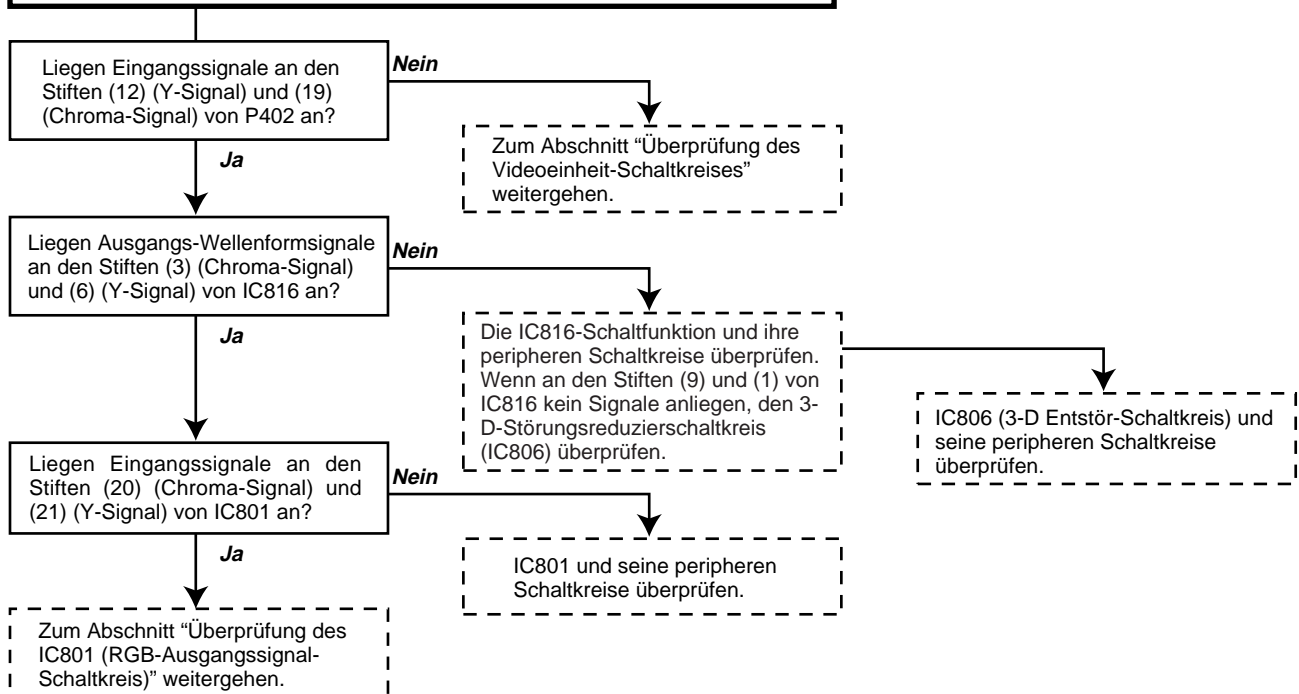 Liegen Eingangssignale an den
Stiften (12) (Y-Signal) und (19)
(Chroma-Signal) von P402 an?
Nein
Zum Abschnitt “Überprüfung des
Videoeinheit-Schaltkreises”
weitergehen.
Ja
Liegen Ausgangs-Wellenformsignale
an den Stiften (3) (Chroma-Signal)
und (6) (Y-Signal) von IC816 an?
Nein
Die IC816-Schaltfunktion und ihre
peripheren Schaltkreise überprüfen.
Wenn an den Stiften (9) und (1) von
IC816 kein Signale anliegen, den 3-
D-Störungsreduzierschaltkreis
(IC806) überprüfen.
IC806 (3-D Entstör-Schaltkreis) und
seine peripheren Schaltkreise
überprüfen.
Ja
Liegen Eingangssignale an den
Stiften (20) (Chroma-Signal) und
(21) (Y-Signal) von IC801 an?
Nein
IC801 und seine peripheren
Schaltkreise überprüfen.
Ja
Zum Abschnitt “Überprüfung des
IC801 (RGB-Ausgangssignal-
Schaltkreis)” weitergehen.